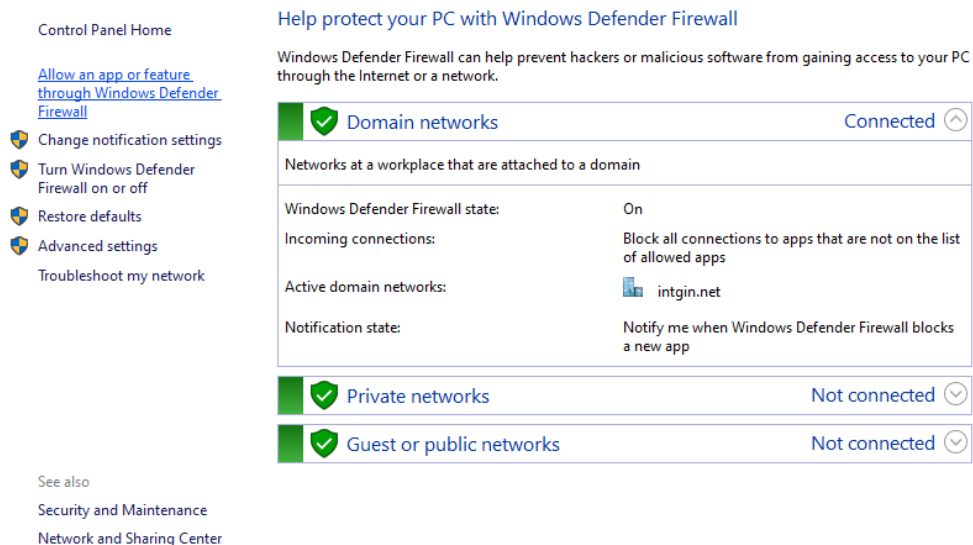 Control Panel Home
Allow an app or feature
through Windows Defender
Firewall
Change notification settings
Turn Windows Defender
Firewall on or off
Restore defaults
Advanced settings
Troubleshoot my network
See also
Security and Maintenance
Network and Sharing Center
Help protect your PC with Windows Defender Firewall
Windows Defender Firewall can help prevent hackers or malicious software from gaining access to your PC
through the Internet or a network.
Domain networks Connected
Networks at a workplace that are attached to a domain
Windows Defender Firewall state: On
Incoming connections: Block all connections to apps that are not on the list
of allowed apps
Active domain networks: intgin.net
Notification state: Notify me when Windows Defender Firewall blocks
a new app
Private networks Not connected
Guest or public networks Not connected